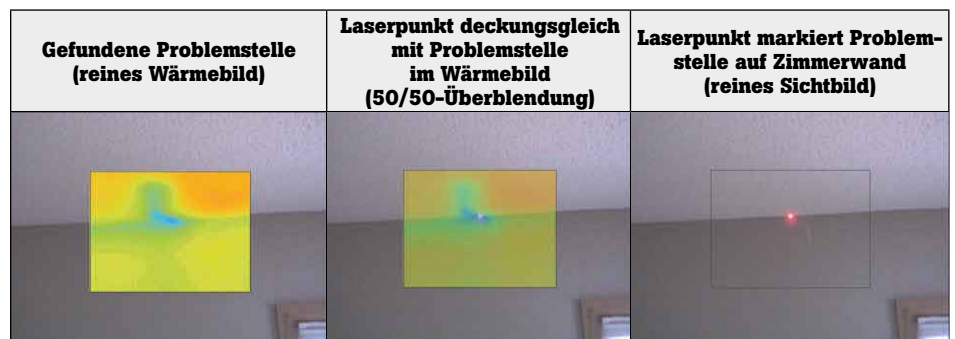 Gefundene Problemstelle
(reines Wärmebild)
Laserpunkt deckungsgleich
mit Problemstelle
im Wärmebild
(50/50-Überblendung)
Laserpunkt markiert Problem-
stelle auf Zimmerwand
(reines Sichtbild)